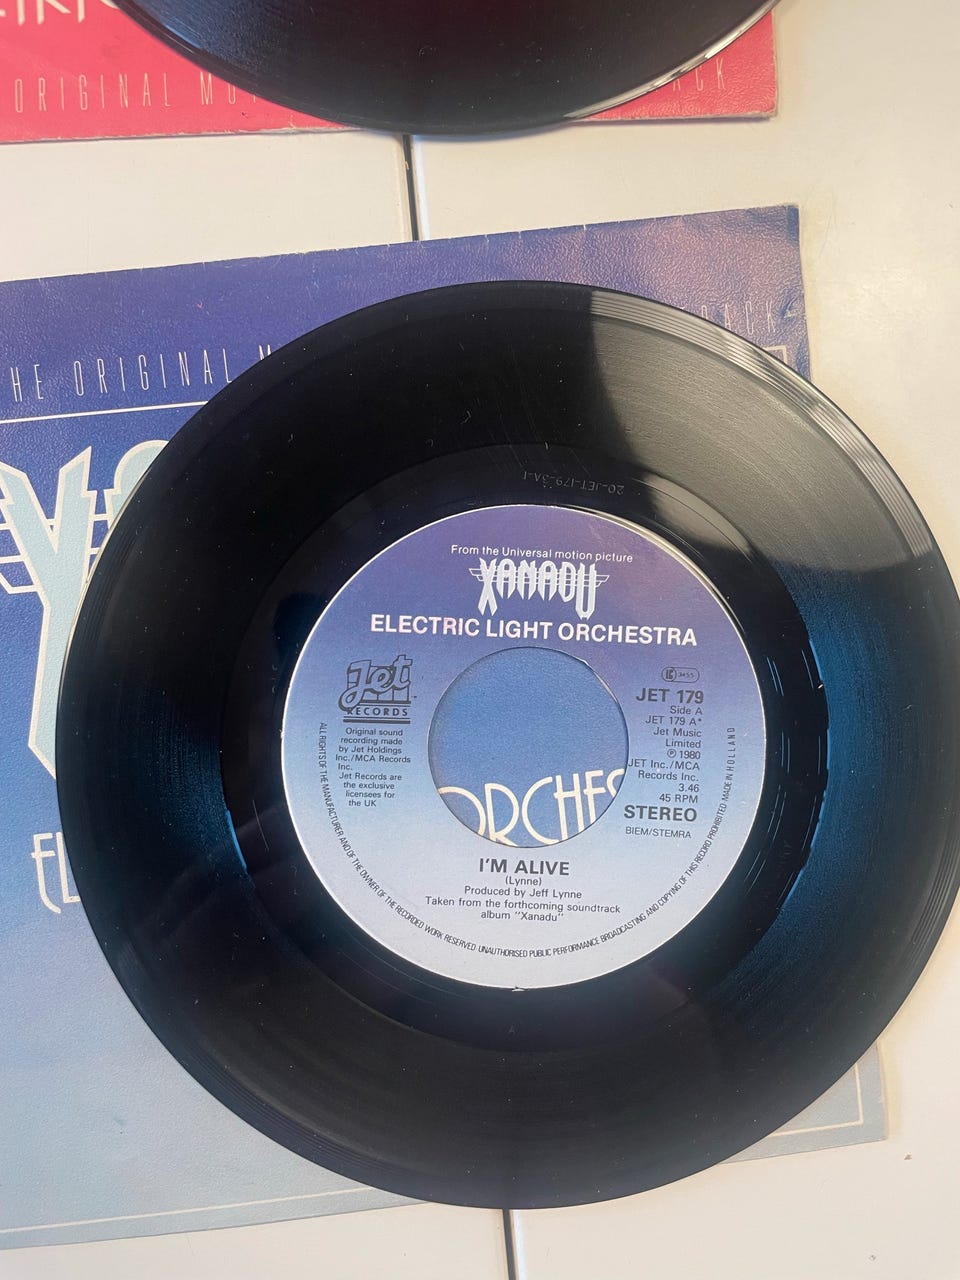 ORIGINAL
THE ORIGINAL
20-JET-179-3A-1
From the Universal motion picture
XANADU
ELECTRIC LIGHT ORCHESTRA
Jet
RECORDS
Original sound
recording made
by Jet Holdings
Inc./MCA Records
Inc.
Jet Records are
the exclusive
licensees for
the UK
3455
JET 179
Side A
JET 179 A*
Jet Music
Limited
℗ 1980
JET Inc./MCA
Records Inc.
3.46
45 RPM
STEREO
BIEM/STEMRA
ORCHES
I'M ALIVE
(Lynne)
Produced by Jeff Lynne
Taken from the forthcoming soundtrack
album "Xanadu"
ALL RIGHTS OF THE MANUFACTURER AND OF THE OWNER OF THE RECORDED WORK RESERVED UNAUTHORISED PUBLIC PERFORMANCE BROADCASTING AND COPYING OF THIS RECORD PROHIBITED MADE IN HOLLAND